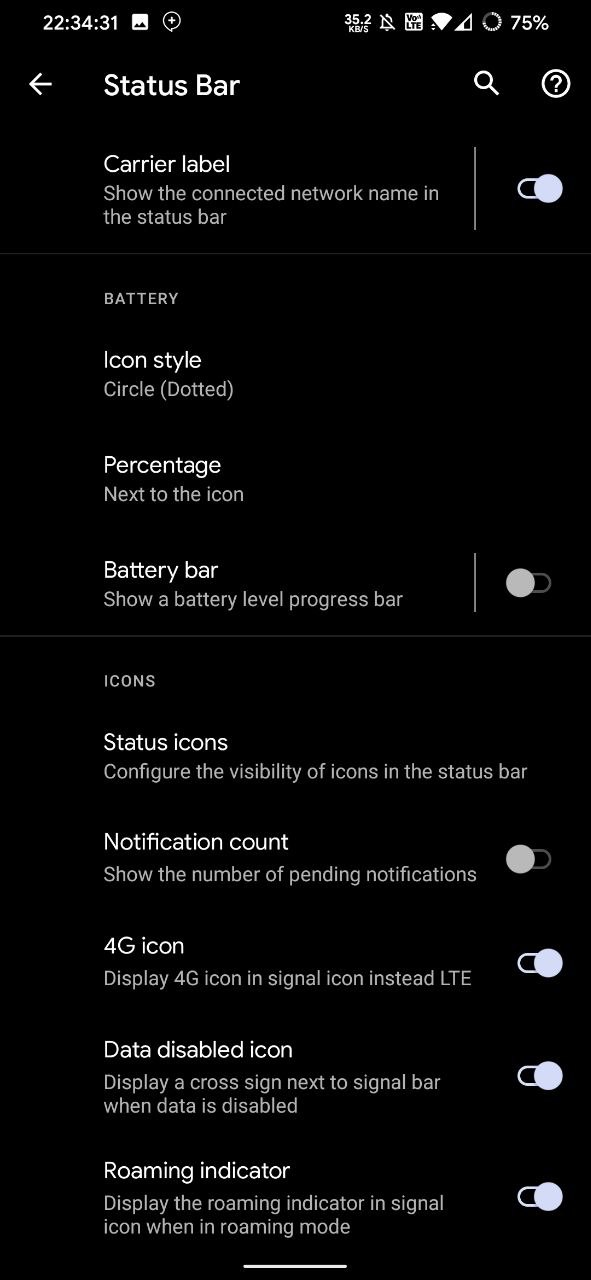 22:34:31 35.2 KB/S Vo LTE 75%
Status Bar
Carrier label
Show the connected network name in
the status bar
BATTERY
Icon style
Circle (Dotted)
Percentage
Next to the icon
Battery bar
Show a battery level progress bar
ICONS
Status icons
Configure the visibility of icons in the status bar
Notification count
Show the number of pending notifications
4G icon
Display 4G icon in signal icon instead LTE
Data disabled icon
Display a cross sign next to signal bar
when data is disabled
Roaming indicator
Display the roaming indicator in signal
icon when in roaming mode